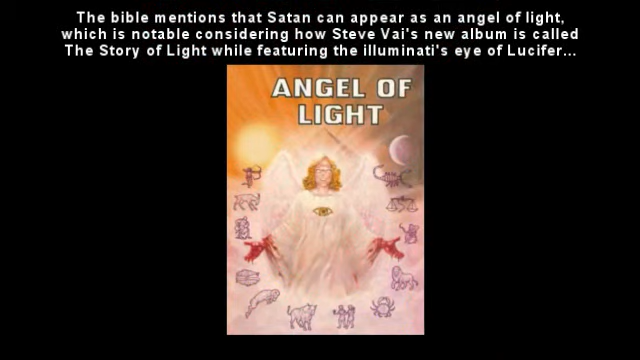 The bible mentions that Satan can appear as an angel of light,
which is notable considering how Steve Vai's new album is called
The Story of Light while featuring the illuminati's eye of Lucifer...
ANGEL OF
LIGHT